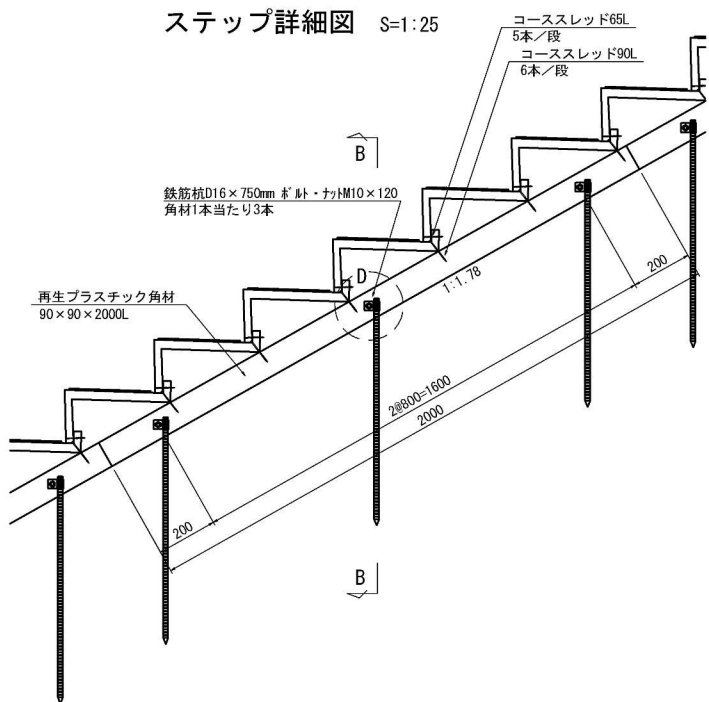 ステップ詳細図 S=1:25
コーススレッド65L
5本／段
コーススレッド90L
6本／段
B
鉄筋杭D16×750mm ボルト・ナットM10×120
角材1本当たり3本
D
再生プラスチック角材
90×90×2000L
1:1.78
200
2@800=1600
2000
200
B